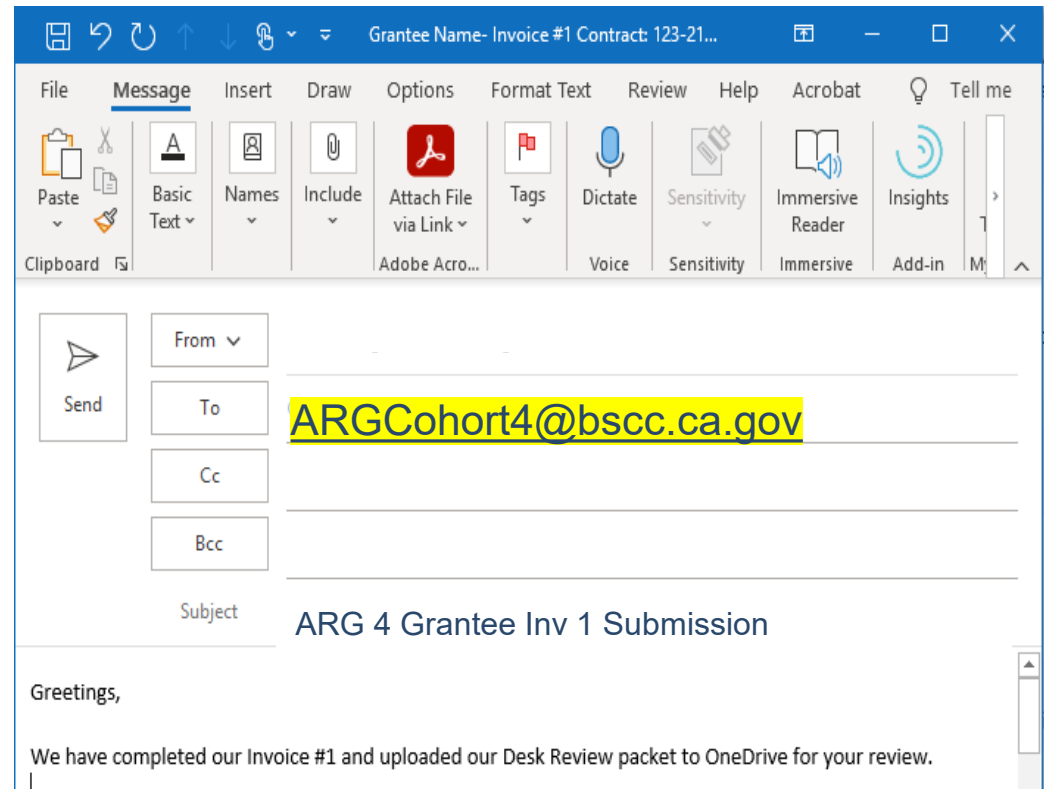 Grantee Name- Invoice #1 Contract: 123-21...
File Message Insert Draw Options Format Text Review Help Acrobat Tell me
Paste Basic Text Names Include Attach File via Link Tags Dictate Sensitivity Immersive Reader Insights
Clipboard Adobe Acro... Voice Sensitivity Immersive Add-in
From
Send
To ARGCohort4@bscc.ca.gov
Cc
Bcc
Subject ARG 4 Grantee Inv 1 Submission
Greetings,
We have completed our Invoice #1 and uploaded our Desk Review packet to OneDrive for your review.